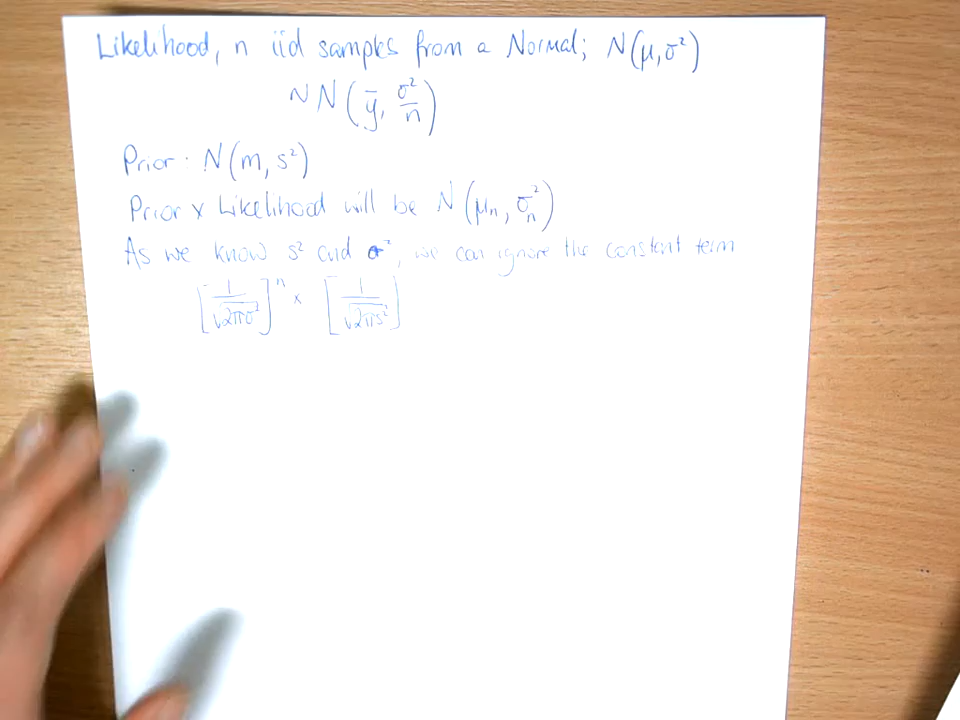 Likelihood, n iid samples from a Normal; N(μ, σ²)
~ N(ȳ, σ²/n)
Prior · N(m, s²)
Prior x Likelihood will be N(μₙ, σₙ²)
As we know s² and σ², we can ignore the constant term
[1/√2πσ²]ⁿ × [1/√2πs²]